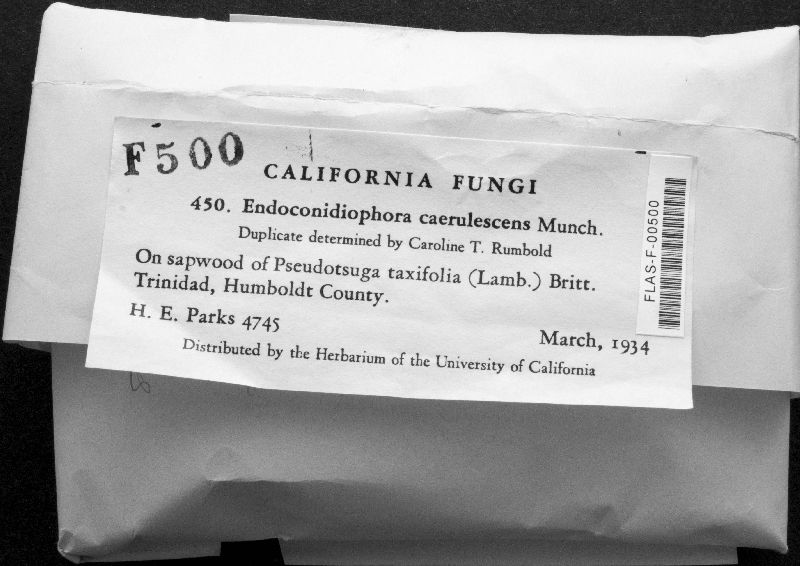 F500
CALIFORNIA FUNGI
450. Endoconidiophora caerulescens Munch.
Duplicate determined by Caroline T. Rumbold
On sapwood of Pseudotsuga taxifolia (Lamb.) Britt.
Trinidad, Humboldt County.
H. E. Parks 4745
March, 1934
Distributed by the Herbarium of the University of California
FLAS-F-00500